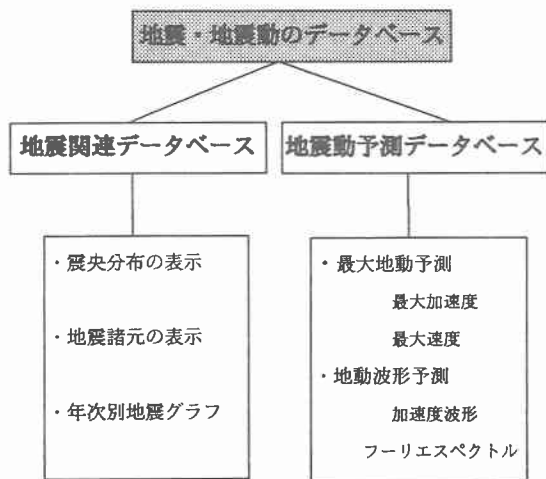 地震・地震動のデータベース
地震関連データベース
地震動予測データベース
・震央分布の表示
・地震諸元の表示
・年次別地震グラフ
・最大地動予測
最大加速度
最大速度
・地動波形予測
加速度波形
フーリエスペクトル